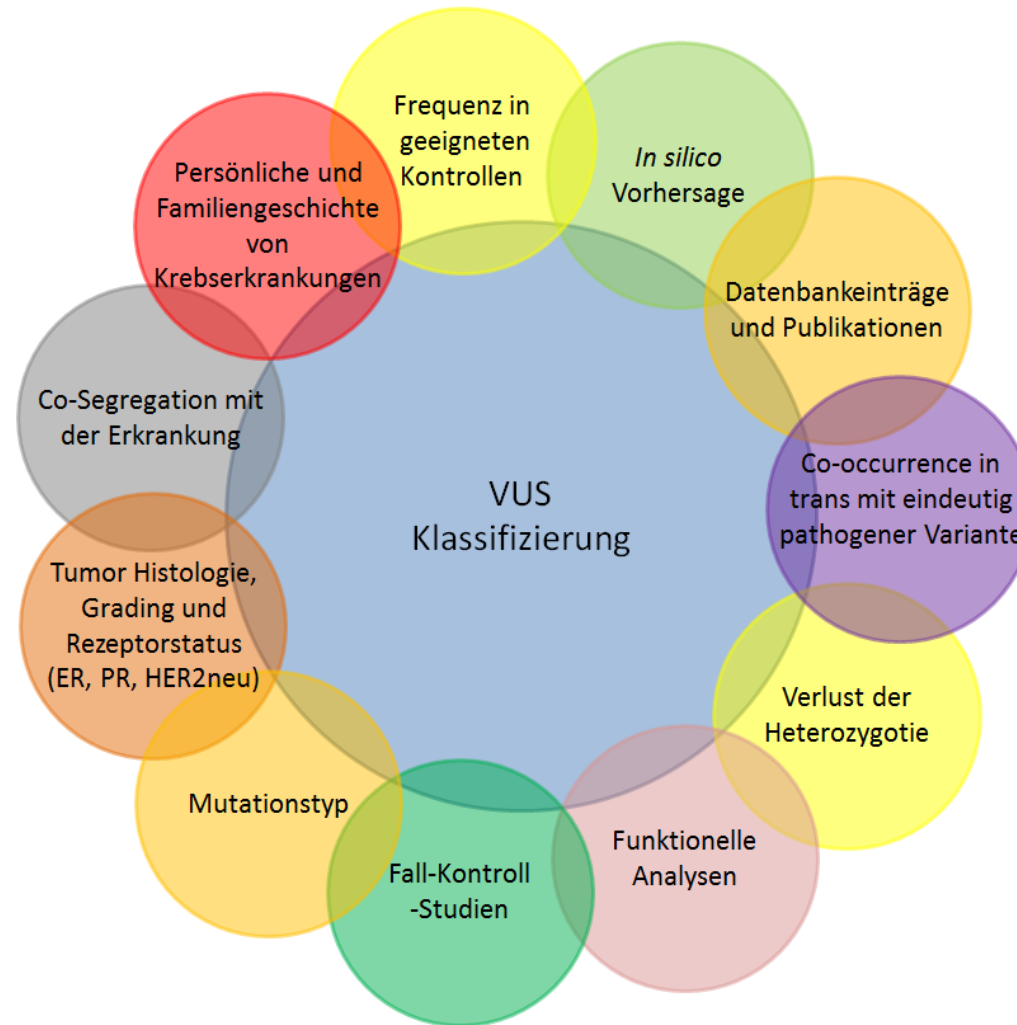 Frequenz in
geeigneten
Kontrollen
In silico
Vorhersage
Datenbankeinträge
und Publikationen
Co-occurrence in
trans mit eindeutig
pathogener Variante
Verlust der
Heterozygotie
Funktionelle
Analysen
Fall-Kontroll
-Studien
Mutationstyp
Tumor Histologie,
Grading und
Rezeptorstatus
(ER, PR, HER2neu)
Co-Segregation mit
der Erkrankung
Persönliche und
Familiengeschichte
von
Krebserkrankungen
VUS
Klassifizierung